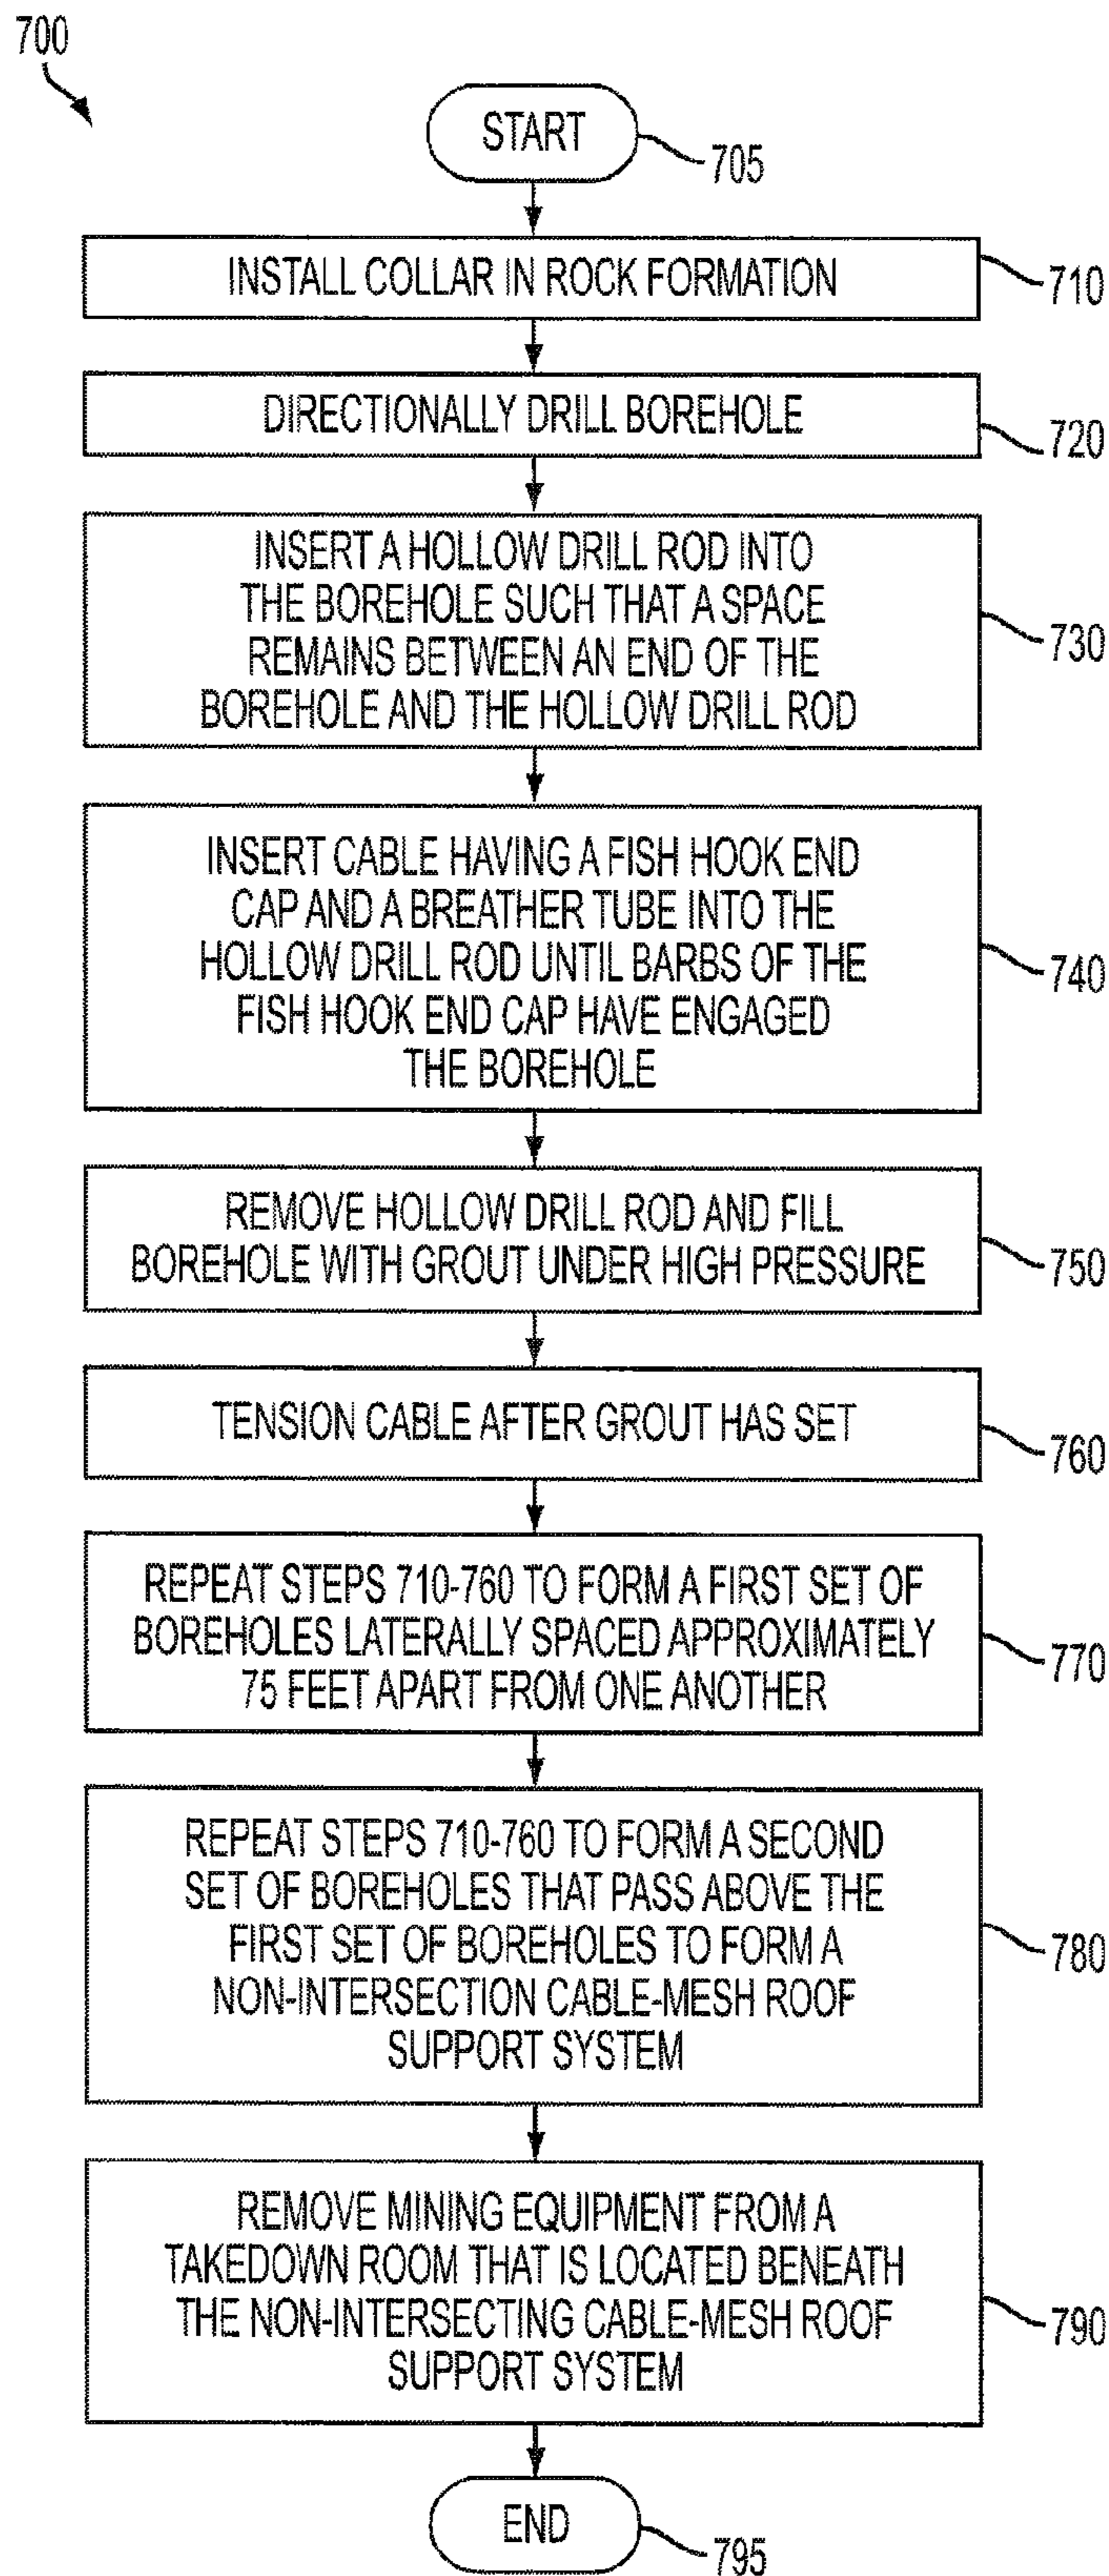 700
START
705
INSTALL COLLAR IN ROCK FORMATION
710
DIRECTIONALLY DRILL BOREHOLE
720
INSERT A HOLLOW DRILL ROD INTO
THE BOREHOLE SUCH THAT A SPACE
REMAINS BETWEEN AN END OF THE
BOREHOLE AND THE HOLLOW DRILL ROD
730
INSERT CABLE HAVING A FISH HOOK END
CAP AND A BREATHER TUBE INTO THE
HOLLOW DRILL ROD UNTIL BARBS OF THE
FISH HOOK END CAP HAVE ENGAGED
THE BOREHOLE
740
REMOVE HOLLOW DRILL ROD AND FILL
BOREHOLE WITH GROUT UNDER HIGH PRESSURE
750
TENSION CABLE AFTER GROUT HAS SET
760
REPEAT STEPS 710-760 TO FORM A FIRST SET OF
BOREHOLES LATERALLY SPACED APPROXIMATELY
75 FEET APART FROM ONE ANOTHER
770
REPEAT STEPS 710-760 TO FORM A SECOND
SET OF BOREHOLES THAT PASS ABOVE THE
FIRST SET OF BOREHOLES TO FORM A
NON-INTERSECTION CABLE-MESH ROOF
SUPPORT SYSTEM
780
REMOVE MINING EQUIPMENT FROM A
TAKEDOWN ROOM THAT IS LOCATED BENEATH
THE NON-INTERSECTING CABLE-MESH ROOF
SUPPORT SYSTEM
790
END
795